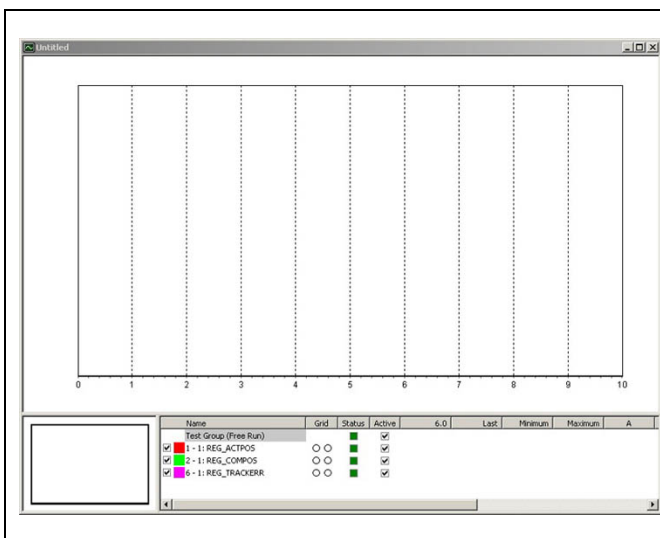 Untitled
0 1 2 3 4 5 6 7 8 9 10
Name Grid Status Active 6.0 Last Minimum Maximum A
Test Group (Free Run)
1 - 1: REG_ACTPOS
2 - 1: REG_COMPOS
6 - 1: REG_TRACKERR